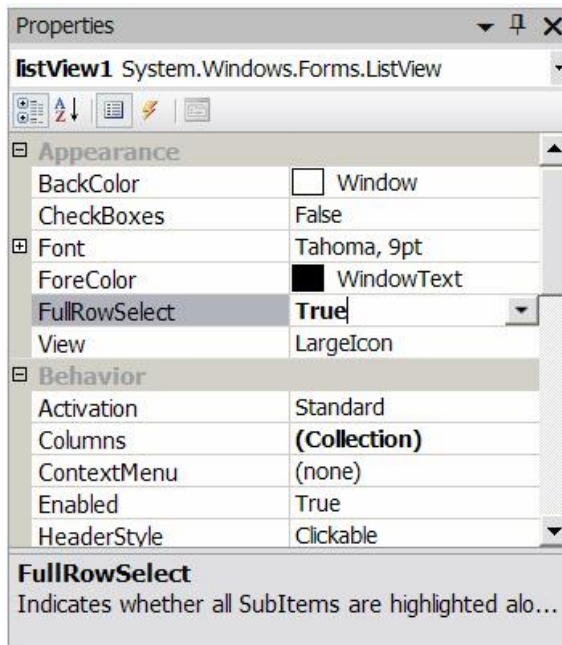 Properties
listView1 System.Windows.Forms.ListView
Appearance
BackColor Window
CheckBoxes False
Font Tahoma, 9pt
ForeColor WindowText
FullRowSelect True
View LargeIcon
Behavior
Activation Standard
Columns (Collection)
ContextMenu (none)
Enabled True
HeaderStyle Clickable
FullRowSelect
Indicates whether all SubItems are highlighted alo...